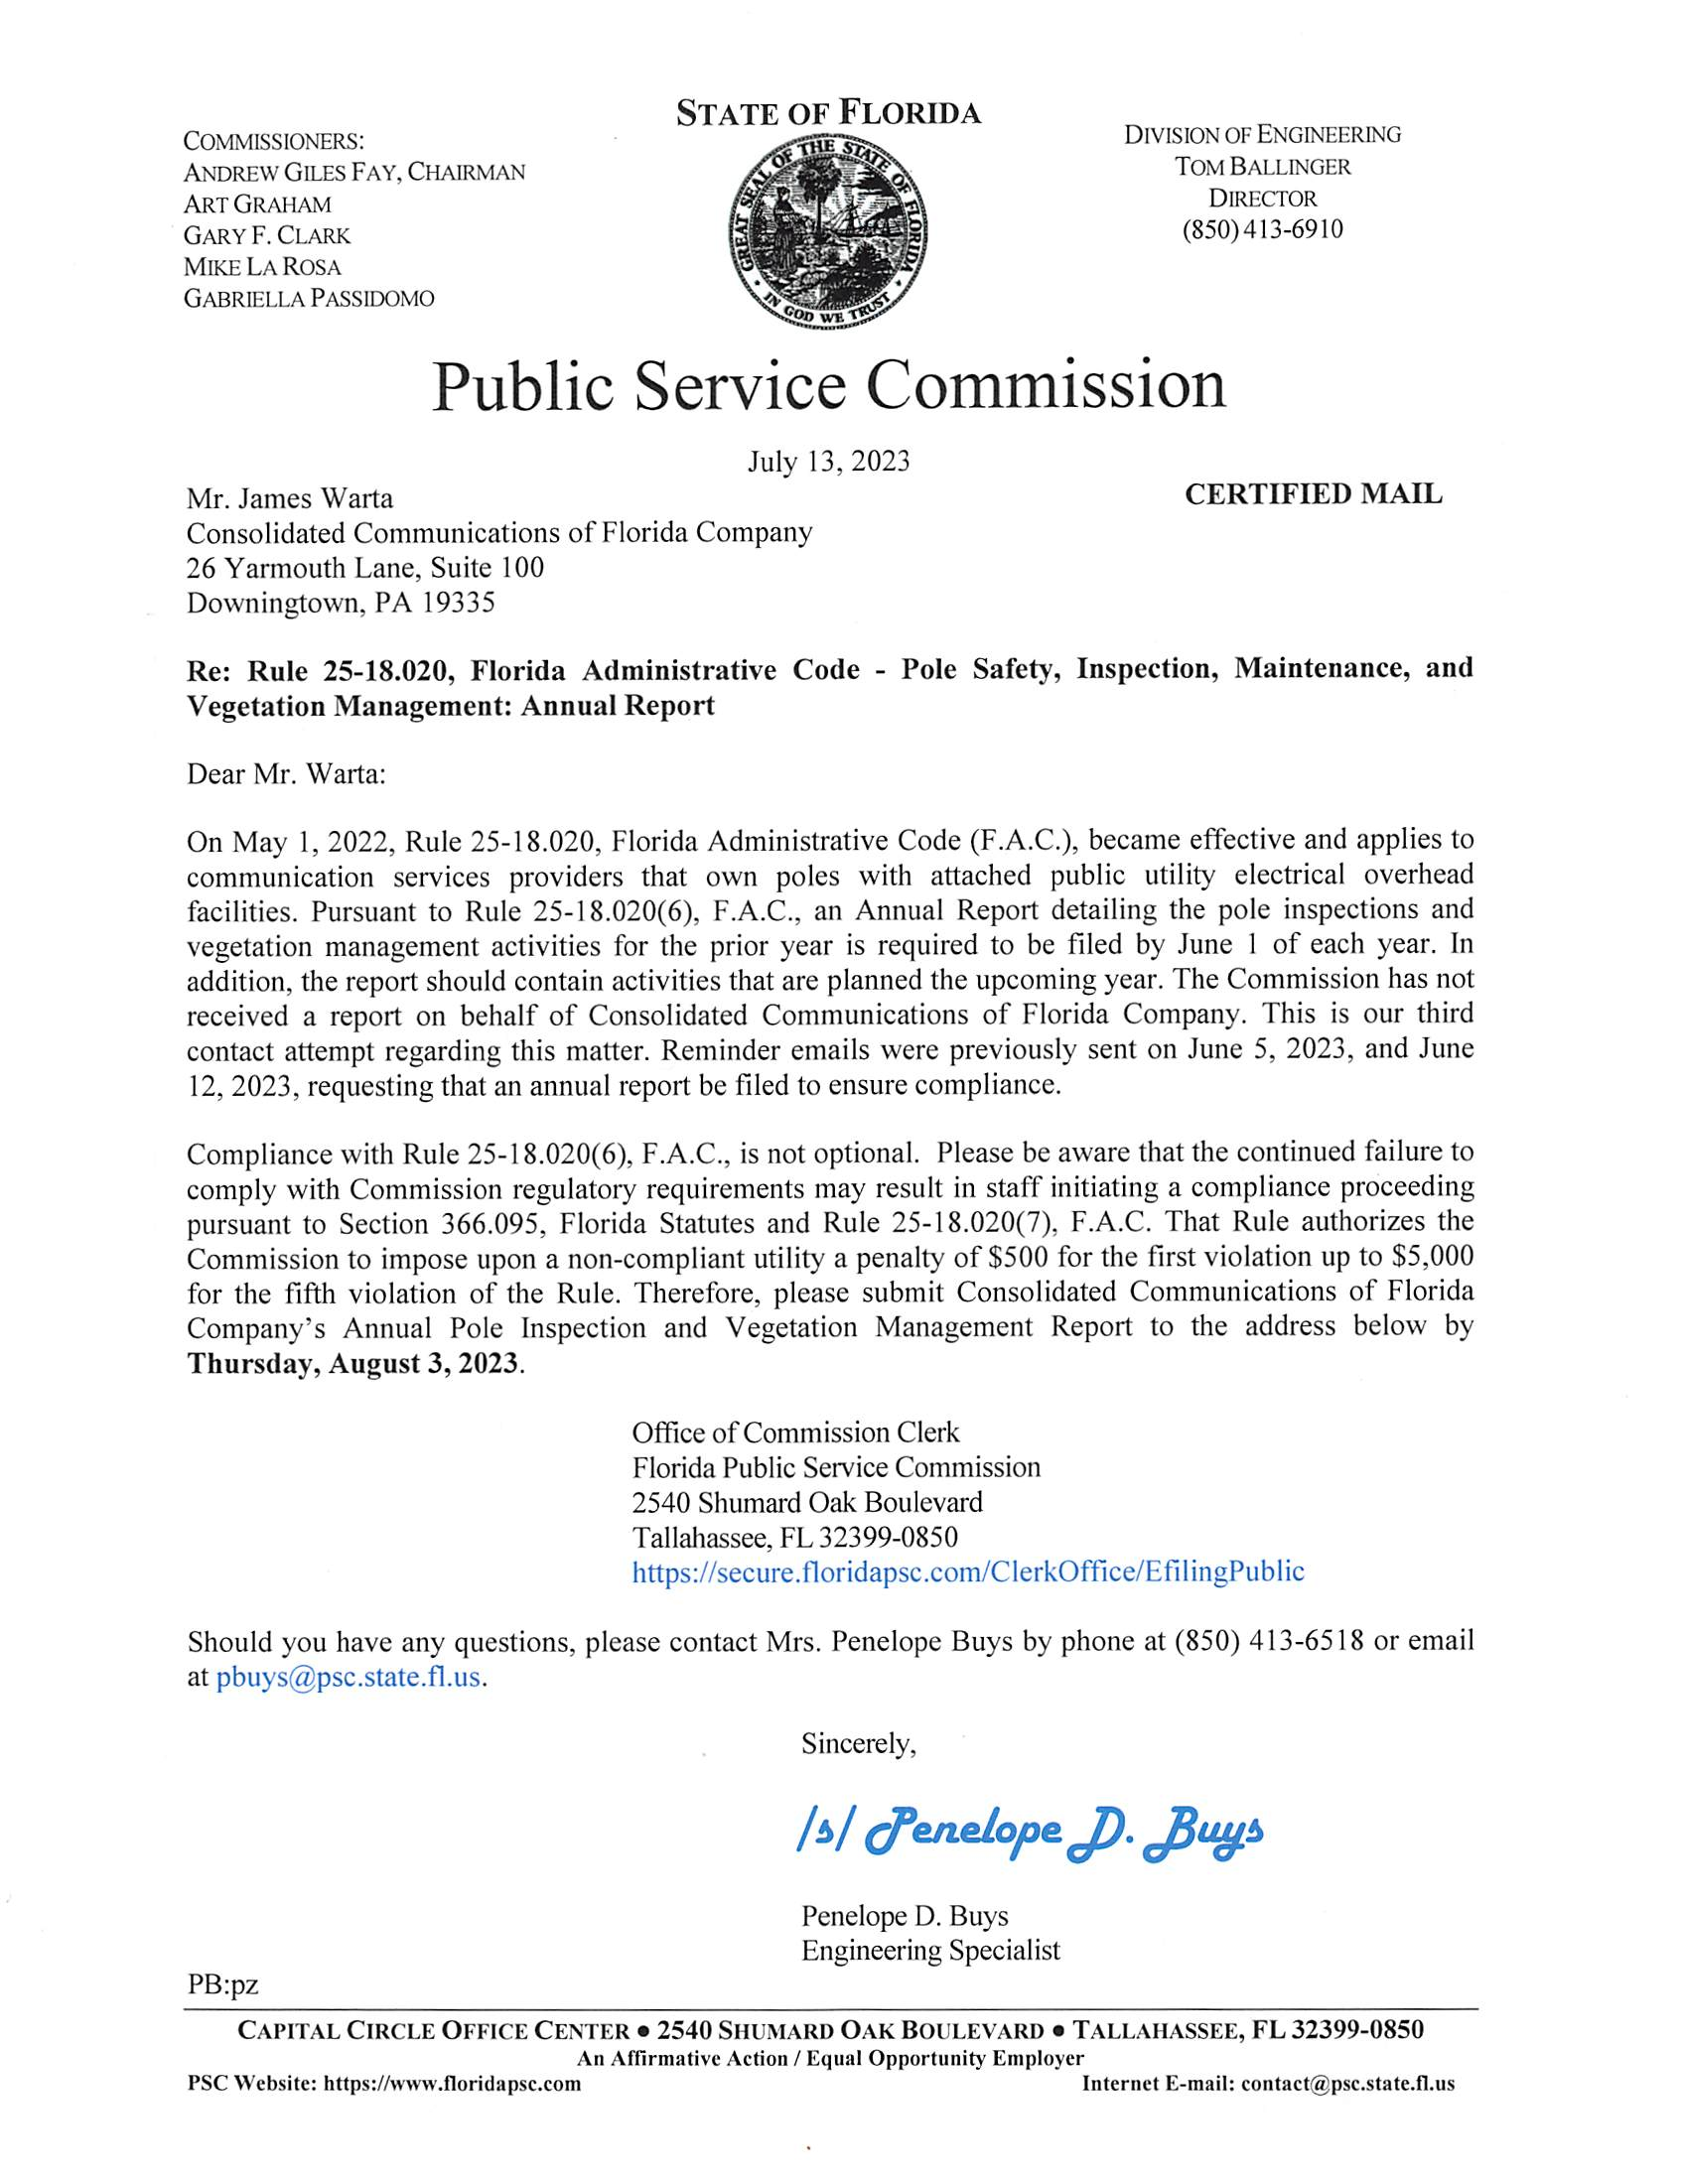 STATE OF FLORIDA
COMMISSIONERS:
ANDREW GILES FAY, CHAIRMAN
ART GRAHAM
GARY F. CLARK
MIKE LA ROSA
GABRIELLA PASSIDOMO
GREAT SEAL OF THE STATE OF FLORIDA
IN GOD WE TRUST
DIVISION OF ENGINEERING
TOM BALLINGER
DIRECTOR
(850) 413-6910
Public Service Commission
July 13, 2023
CERTIFIED MAIL
Mr. James Warta
Consolidated Communications of Florida Company
26 Yarmouth Lane, Suite 100
Downingtown, PA 19335
Re: Rule 25-18.020, Florida Administrative Code - Pole Safety, Inspection, Maintenance, and
Vegetation Management: Annual Report
Dear Mr. Warta:
On May 1, 2022, Rule 25-18.020, Florida Administrative Code (F.A.C.), became effective and applies to
communication services providers that own poles with attached public utility electrical overhead
facilities. Pursuant to Rule 25-18.020(6), F.A.C., an Annual Report detailing the pole inspections and
vegetation management activities for the prior year is required to be filed by June 1 of each year. In
addition, the report should contain activities that are planned the upcoming year. The Commission has not
received a report on behalf of Consolidated Communications of Florida Company. This is our third
contact attempt regarding this matter. Reminder emails were previously sent on June 5, 2023, and June
12, 2023, requesting that an annual report be filed to ensure compliance.
Compliance with Rule 25-18.020(6), F.A.C., is not optional. Please be aware that the continued failure to
comply with Commission regulatory requirements may result in staff initiating a compliance proceeding
pursuant to Section 366.095, Florida Statutes and Rule 25-18.020(7), F.A.C. That Rule authorizes the
Commission to impose upon a non-compliant utility a penalty of $500 for the first violation up to $5,000
for the fifth violation of the Rule. Therefore, please submit Consolidated Communications of Florida
Company's Annual Pole Inspection and Vegetation Management Report to the address below by
Thursday, August 3, 2023.
Office of Commission Clerk
Florida Public Service Commission
2540 Shumard Oak Boulevard
Tallahassee, FL 32399-0850
https://secure.floridapsc.com/ClerkOffice/EfilingPublic
Should you have any questions, please contact Mrs. Penelope Buys by phone at (850) 413-6518 or email
at pbuys@psc.state.fl.us.
Sincerely,
/s/ Penelope D. Buys
Penelope D. Buys
Engineering Specialist
PB:pz
CAPITAL CIRCLE OFFICE CENTER ● 2540 SHUMARD OAK BOULEVARD ● TALLAHASSEE, FL 32399-0850
An Affirmative Action / Equal Opportunity Employer
PSC Website: https://www.floridapsc.com
Internet E-mail: contact@psc.state.fl.us